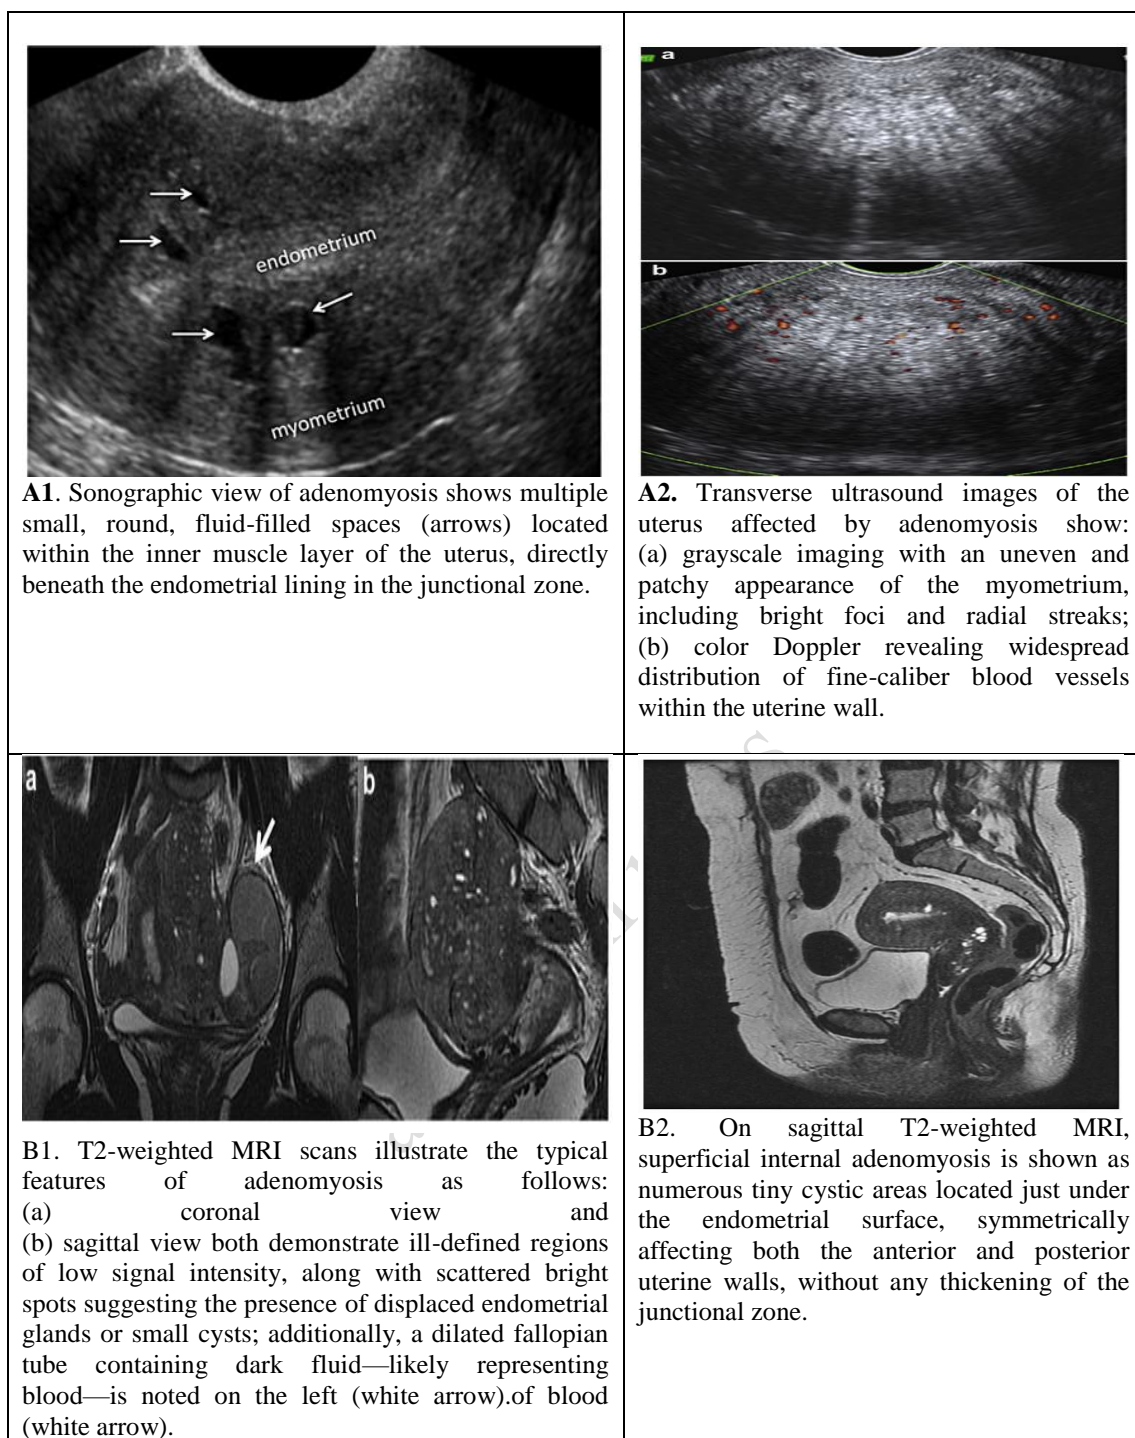 endometrium
myometrium
A1. Sonographic view of adenomyosis shows multiple
small, round, fluid-filled spaces (arrows) located
within the inner muscle layer of the uterus, directly
beneath the endometrial lining in the junctional zone.
a
b
A2. Transverse ultrasound images of the
uterus affected by adenomyosis show:
(a) grayscale imaging with an uneven and
patchy appearance of the myometrium,
including bright foci and radial streaks;
(b) color Doppler revealing widespread
distribution of fine-caliber blood vessels
within the uterine wall.
a
b
B1. T2-weighted MRI scans illustrate the typical
features of adenomyosis as follows:
(a) coronal view and
(b) sagittal view both demonstrate ill-defined regions
of low signal intensity, along with scattered bright
spots suggesting the presence of displaced endometrial
glands or small cysts; additionally, a dilated fallopian
tube containing dark fluid—likely representing
blood—is noted on the left (white arrow).of blood
(white arrow).
B2. On sagittal T2-weighted MRI,
superficial internal adenomyosis is shown as
numerous tiny cystic areas located just under
the endometrial surface, symmetrically
affecting both the anterior and posterior
uterine walls, without any thickening of the
junctional zone.